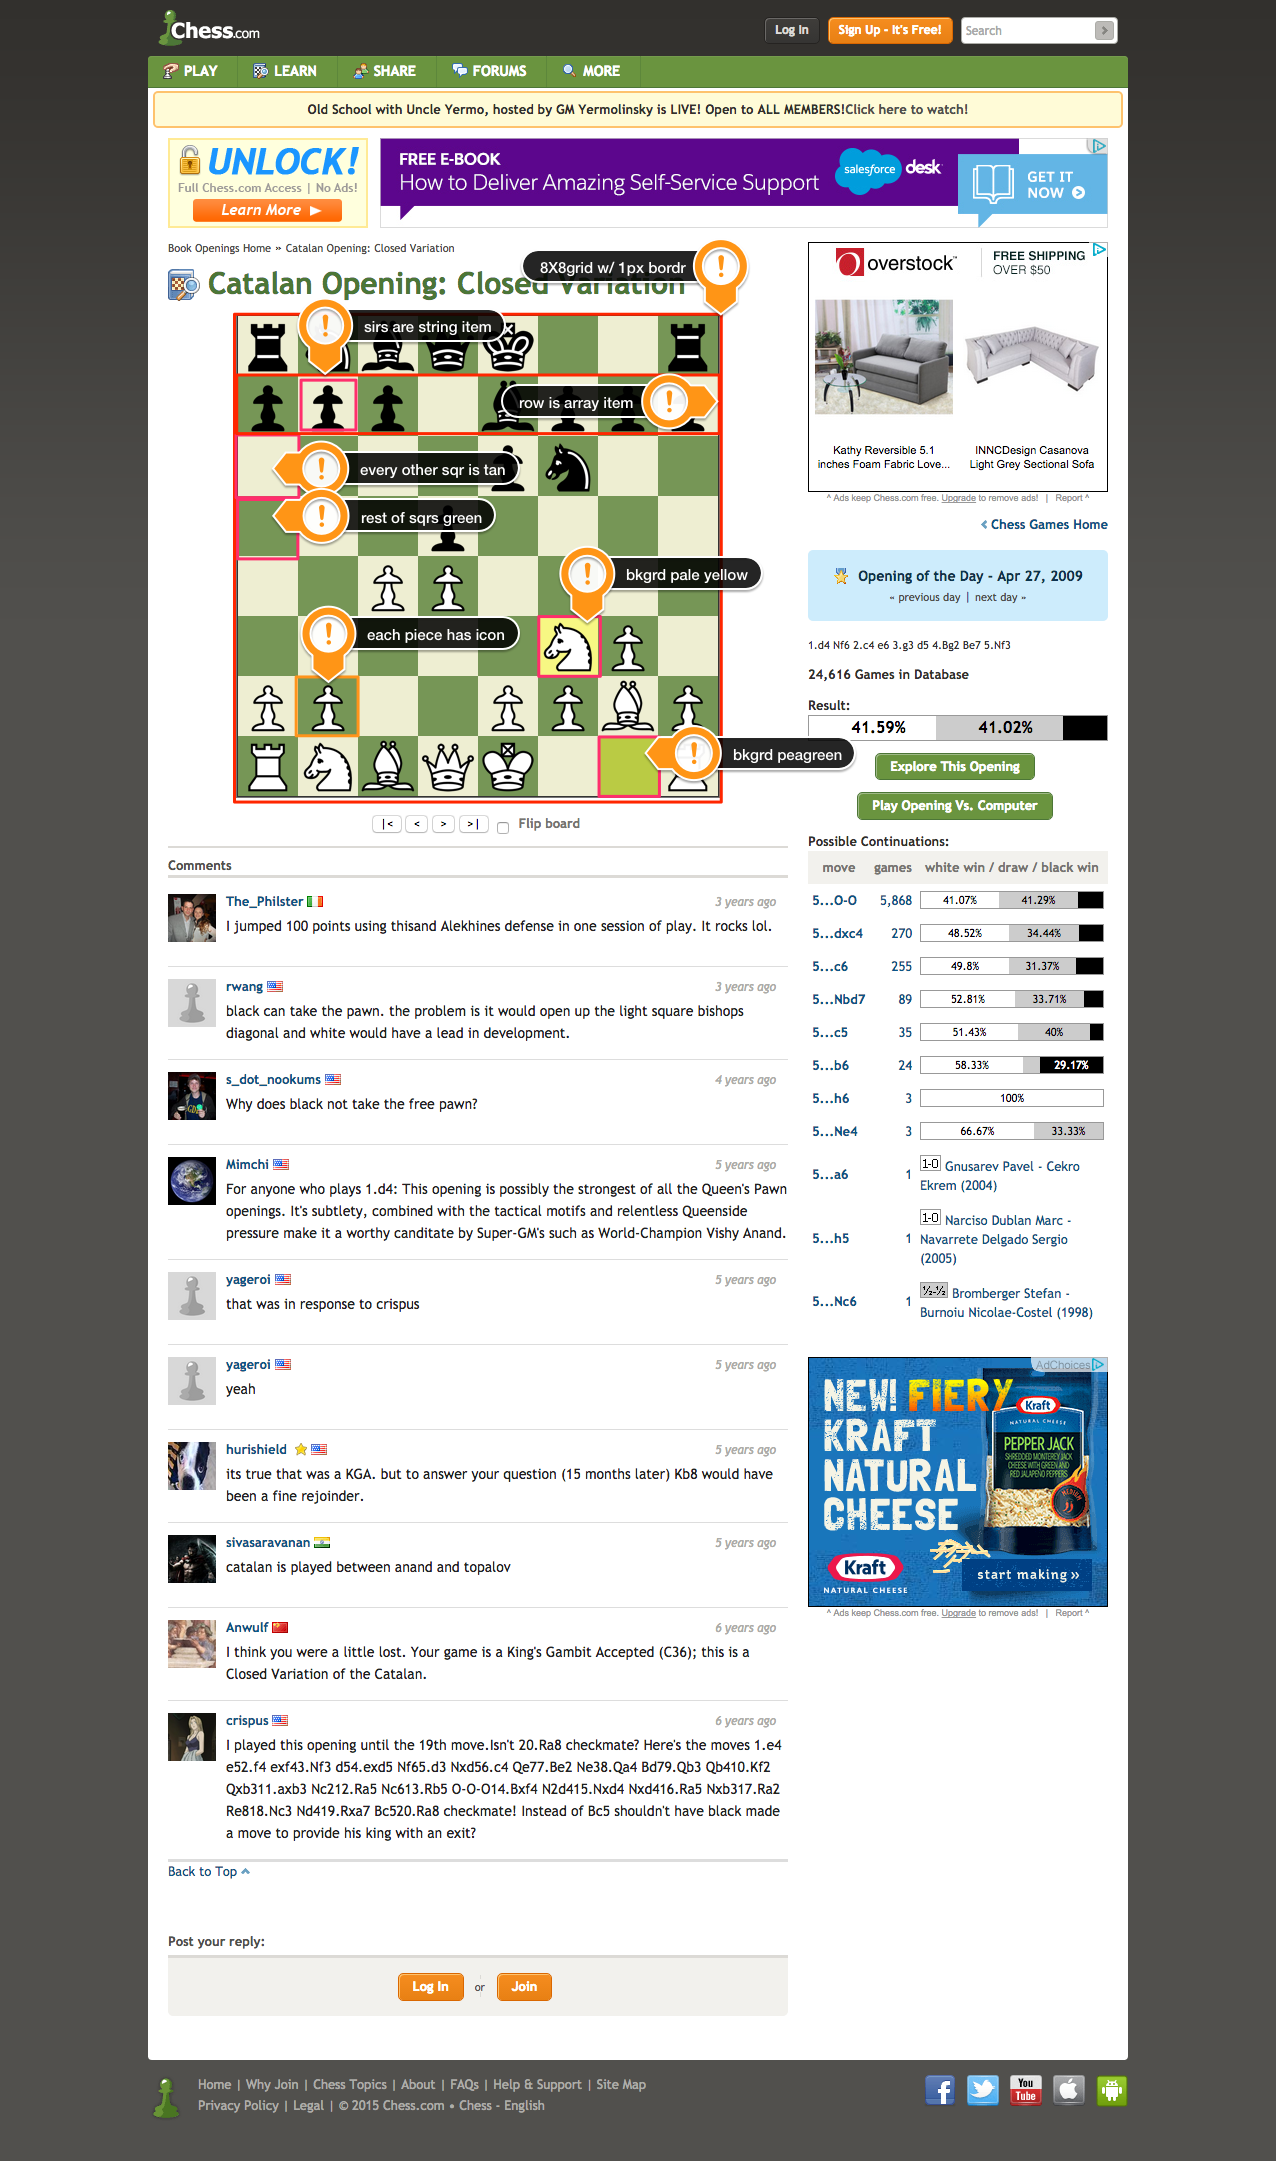 Chess.com
Log In
Sign Up - It's Free!
Search
PLAY
LEARN
SHARE
FORUMS
MORE
Old School with Uncle Yermo, hosted by GM Yermolinsky is LIVE! Open to ALL MEMBERS!Click here to watch!
UNLOCK!
Full Chess.com Access | No Ads!
Learn More ►
FREE E-BOOK
How to Deliver Amazing Self-Service Support
salesforce desk
GET IT
NOW
Book Openings Home » Catalan Opening: Closed Variation
Catalan Opening: Closed Variation
8X8grid w/ 1px bordr
sirs are string item
row is array item
every other sqr is tan
rest of sqrs green
bkgrd pale yellow
each piece has icon
bkgrd peagreen
|< < > >| Flip board
Comments
The_Philster
3 years ago
I jumped 100 points using thisand Alekhines defense in one session of play. It rocks lol.
rwang
3 years ago
black can take the pawn. the problem is it would open up the light square bishops
diagonal and white would have a lead in development.
s_dot_nookums
4 years ago
Why does black not take the free pawn?
Mimchi
5 years ago
For anyone who plays 1.d4: This opening is possibly the strongest of all the Queen's Pawn
openings. It's subtlety, combined with the tactical motifs and relentless Queenside
pressure make it a worthy canditate by Super-GM's such as World-Champion Vishy Anand.
yageroi
5 years ago
that was in response to crispus
yageroi
5 years ago
yeah
hurishield
5 years ago
its true that was a KGA. but to answer your question (15 months later) Kb8 would have
been a fine rejoinder.
sivasaravanan
5 years ago
catalan is played between anand and topalov
Anwulf
6 years ago
I think you were a little lost. Your game is a King's Gambit Accepted (C36); this is a
Closed Variation of the Catalan.
crispus
6 years ago
I played this opening until the 19th move.Isn't 20.Ra8 checkmate? Here's the moves 1.e4
e52.f4 exf43.Nf3 d54.exd5 Nf65.d3 Nxd56.c4 Qe77.Be2 Ne38.Qa4 Bd79.Qb3 Qb410.Kf2
Qxb311.axb3 Nc212.Ra5 Nc613.Rb5 O-O-O14.Bxf4 N2d415.Nxd4 Nxd416.Ra5 Nxb317.Ra2
Re818.Nc3 Nd419.Rxa7 Bc520.Ra8 checkmate! Instead of Bc5 shouldn't have black made
a move to provide his king with an exit?
Back to Top
Post your reply:
Log In or Join
overstock™
FREE SHIPPING
OVER $50
Kathy Reversible 5.1
inches Foam Fabric Love...
INNCDesign Casanova
Light Grey Sectional Sofa
^ Ads keep Chess.com free. Upgrade to remove ads! | Report ^
Chess Games Home
Opening of the Day - Apr 27, 2009
« previous day | next day »
1.d4 Nf6 2.c4 e6 3.g3 d5 4.Bg2 Be7 5.Nf3
24,616 Games in Database
Result:
41.59% 41.02%
Explore This Opening
Play Opening Vs. Computer
Possible Continuations:
move games white win / draw / black win
5...O-O 5,868 41.07% 41.29%
5...dxc4 270 48.52% 34.44%
5...c6 255 49.8% 31.37%
5...Nbd7 89 52.81% 33.71%
5...c5 35 51.43% 40%
5...b6 24 58.33% 29.17%
5...h6 3 100%
5...Ne4 3 66.67% 33.33%
5...a6 1 1-0 Gnusarev Pavel - Cekro
Ekrem (2004)
5...h5 1 1-0 Narciso Dublan Marc -
Navarrete Delgado Sergio
(2005)
5...Nc6 1 ½-½ Bromberger Stefan -
Burnoiu Nicolae-Costel (1998)
AdChoices
NEW! FIERY
KRAFT
NATURAL
CHEESE
Kraft
NATURAL CHEESE
PEPPER JACK
SHREDDED MONTEREY JACK
CHEESE WITH GREEN AND
RED JALAPEÑO PEPPERS
MEDIUM
Kraft
NATURAL CHEESE
start making »
^ Ads keep Chess.com free. Upgrade to remove ads! | Report ^
Home | Why Join | Chess Topics | About | FAQs | Help & Support | Site Map
Privacy Policy | Legal | © 2015 Chess.com • Chess - English
You
Tube